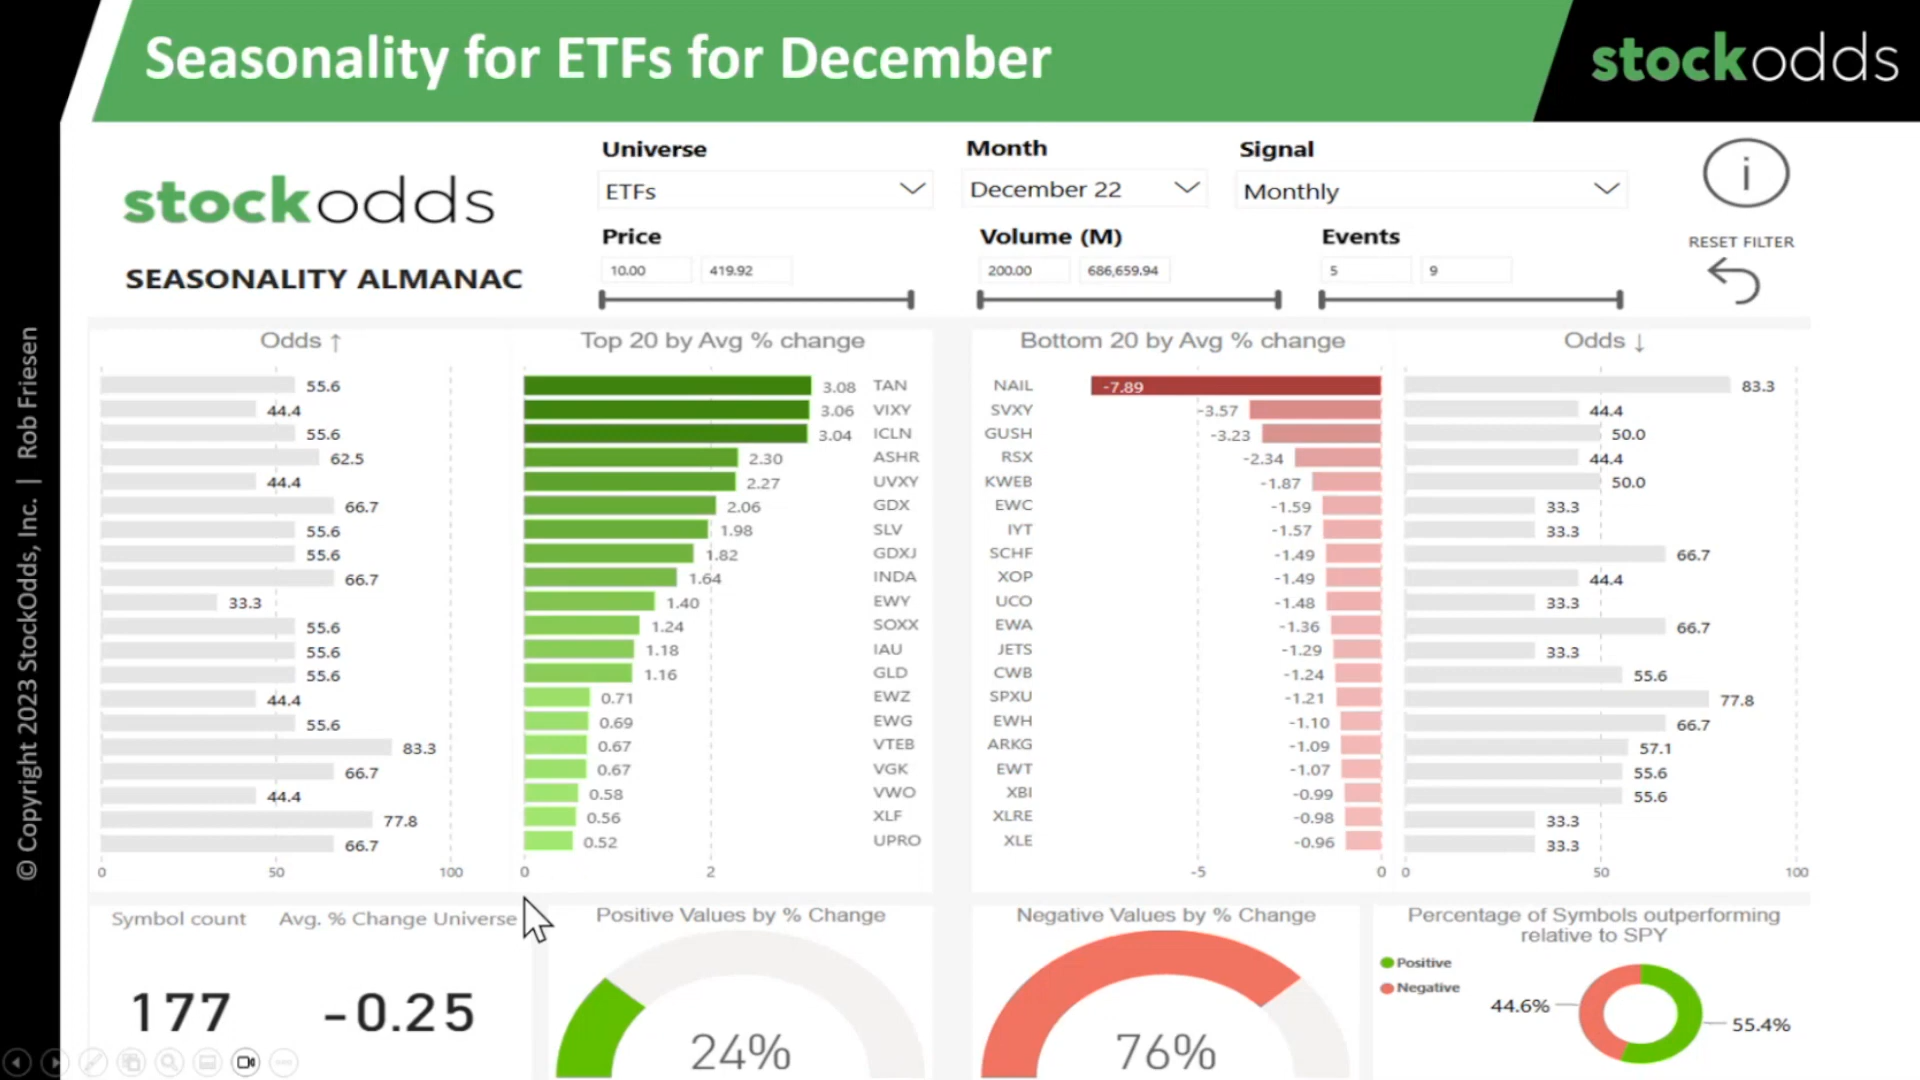 Seasonality for ETFs for December
stockodds
© Copyright 2023 StockOdds, Inc. | Rob Friesen
stockodds
SEASONALITY ALMANAC
Universe
ETFs
Month
December 22
Signal
Monthly
i
Price
10.00 419.92
Volume (M)
200.00 686,659.94
Events
5 9
RESET FILTER
Odds ↑
Top 20 by Avg % change
Bottom 20 by Avg % change
Odds ↓
55.6 3.08 TAN NAIL -7.89 83.3
44.4 3.06 VIXY SVXY -3.57 44.4
55.6 3.04 ICLN GUSH -3.23 50.0
62.5 2.30 ASHR RSX -2.34 44.4
44.4 2.27 UVXY KWEB -1.87 50.0
66.7 2.06 GDX EWC -1.59 33.3
55.6 1.98 SLV IYT -1.57 33.3
55.6 1.82 GDXJ SCHF -1.49 66.7
66.7 1.64 INDA XOP -1.49 44.4
33.3 1.40 EWY UCO -1.48 33.3
55.6 1.24 SOXX EWA -1.36 66.7
55.6 1.18 IAU JETS -1.29 33.3
55.6 1.16 GLD CWB -1.24 55.6
44.4 0.71 EWZ SPXU -1.21 77.8
55.6 0.69 EWG EWH -1.10 66.7
83.3 0.67 VTEB ARKG -1.09 57.1
66.7 0.67 VGK EWT -1.07 55.6
44.4 0.58 VWO XBI -0.99 55.6
77.8 0.56 XLF XLRE -0.98 33.3
66.7 0.52 UPRO XLE -0.96 33.3
0 50 100 0 2 -5 0 0 50 100
Symbol count
177
Avg. % Change Universe
-0.25
Positive Values by % Change
24%
Negative Values by % Change
76%
Percentage of Symbols outperforming
relative to SPY
Positive
Negative
44.6%
55.4%